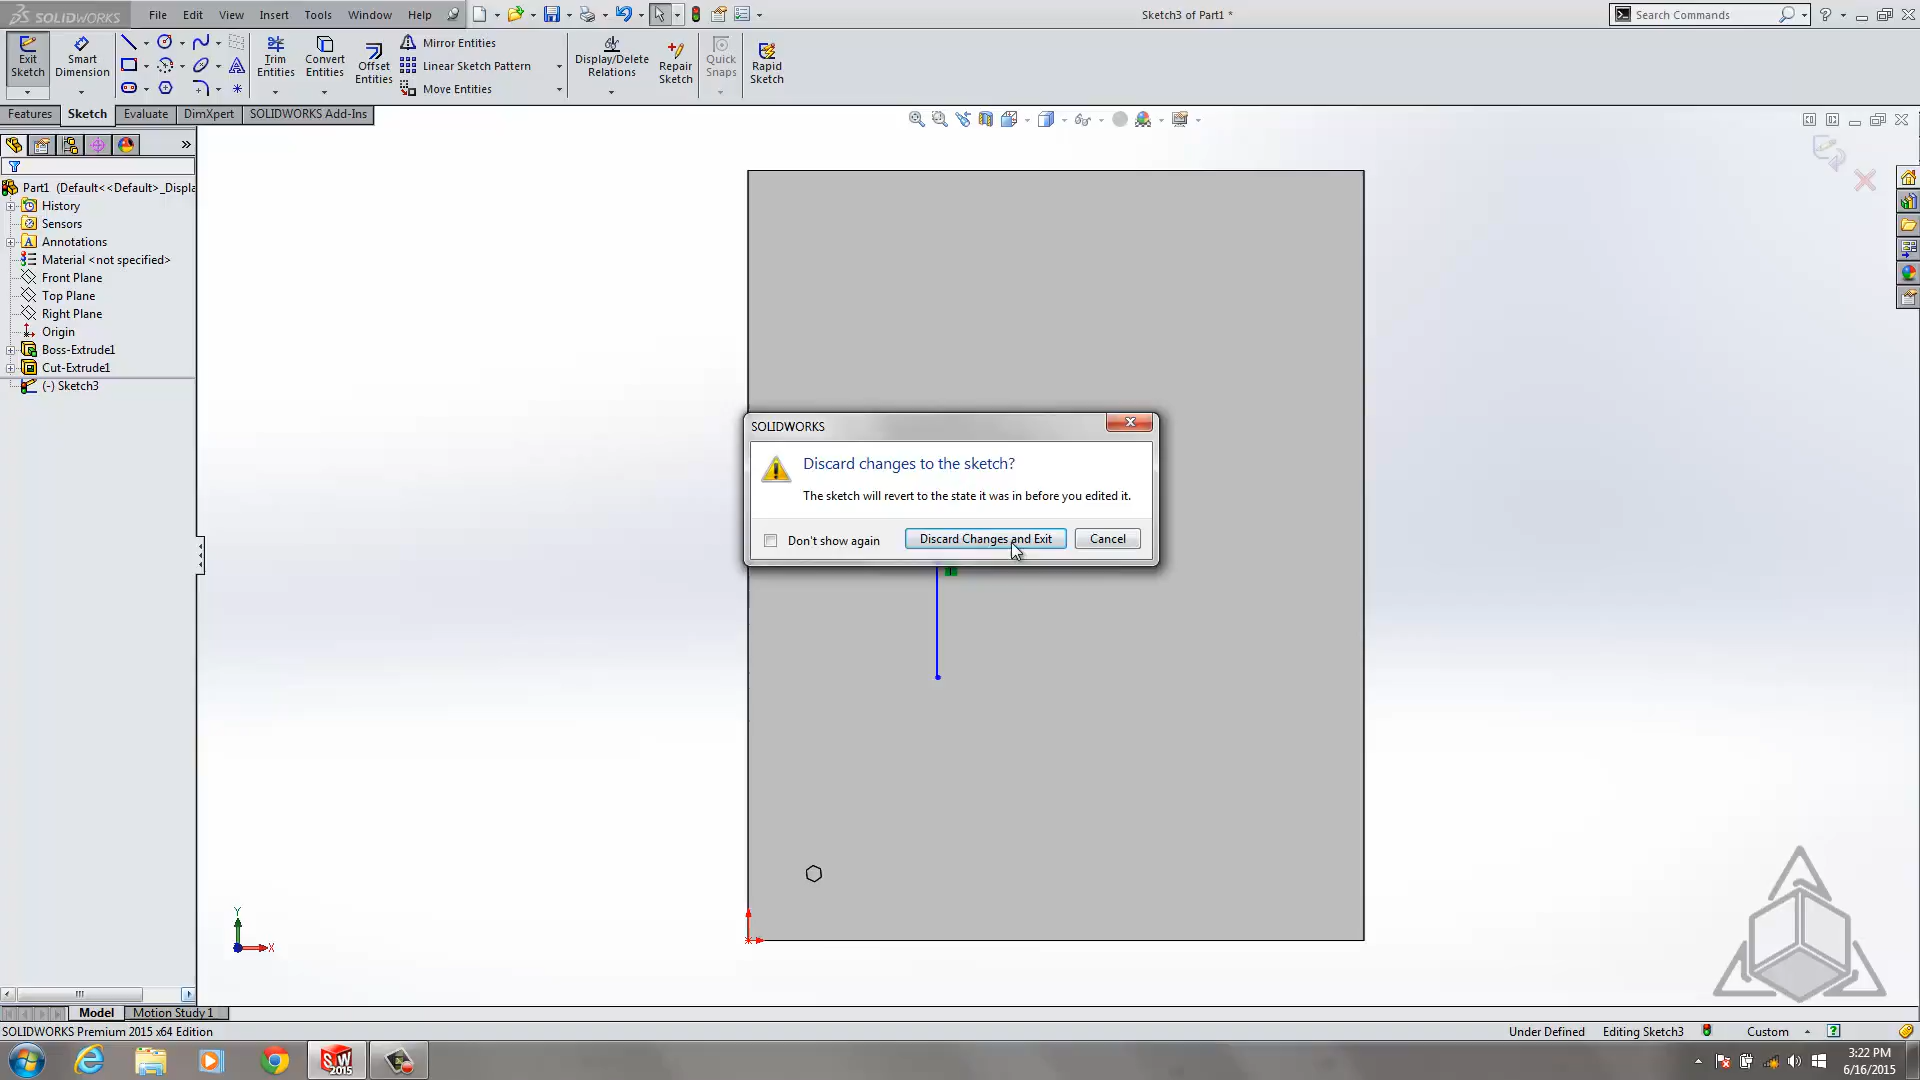 SOLIDWORKS
File Edit View Insert Tools Window Help
Sketch3 of Part1 *
Search Commands
Exit Sketch
Smart Dimension
Trim Entities
Convert Entities
Offset Entities
Mirror Entities
Linear Sketch Pattern
Move Entities
Display/Delete Relations
Repair Sketch
Quick Snaps
Rapid Sketch
Features Sketch Evaluate DimXpert SOLIDWORKS Add-Ins
Part1 (Default<<Default>_Displa
History
Sensors
Annotations
Material <not specified>
Front Plane
Top Plane
Right Plane
Origin
Boss-Extrude1
Cut-Extrude1
(-) Sketch3
SOLIDWORKS
Discard changes to the sketch?
The sketch will revert to the state it was in before you edited it.
Don't show again
Discard Changes and Exit
Cancel
Y
X
Model Motion Study 1
SOLIDWORKS Premium 2015 x64 Edition
Under Defined Editing Sketch3 Custom
SW 2015
3:22 PM
6/16/2015